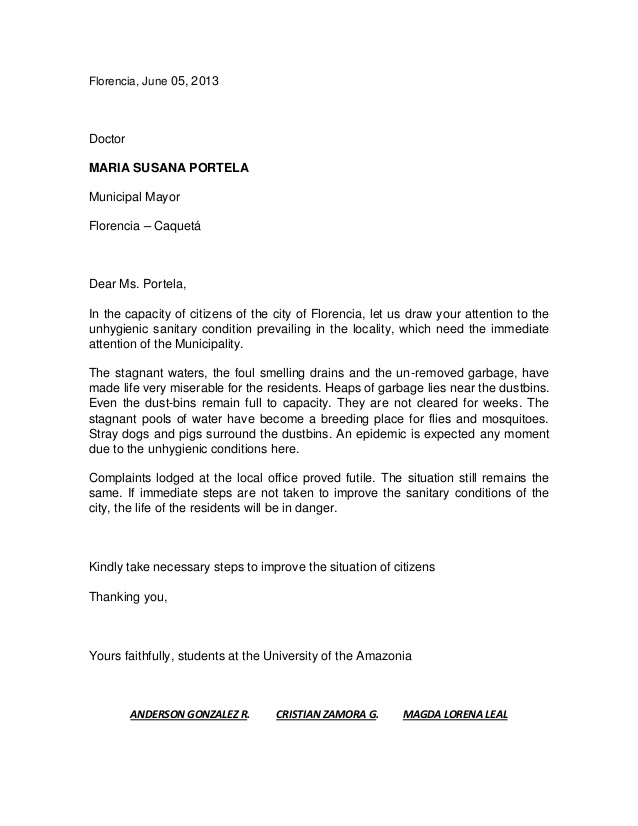 Florencia, June 05, 2013
Doctor
MARIA SUSANA PORTELA
Municipal Mayor
Florencia – Caquetá
Dear Ms. Portela,
In the capacity of citizens of the city of Florencia, let us draw your attention to the
unhygienic sanitary condition prevailing in the locality, which need the immediate
attention of the Municipality.
The stagnant waters, the foul smelling drains and the un-removed garbage, have
made life very miserable for the residents. Heaps of garbage lies near the dustbins.
Even the dust-bins remain full to capacity. They are not cleared for weeks. The
stagnant pools of water have become a breeding place for flies and mosquitoes.
Stray dogs and pigs surround the dustbins. An epidemic is expected any moment
due to the unhygienic conditions here.
Complaints lodged at the local office proved futile. The situation still remains the
same. If immediate steps are not taken to improve the sanitary conditions of the
city, the life of the residents will be in danger.
Kindly take necessary steps to improve the situation of citizens
Thanking you,
Yours faithfully, students at the University of the Amazonia
ANDERSON GONZALEZ R. CRISTIAN ZAMORA G. MAGDA LORENA LEAL